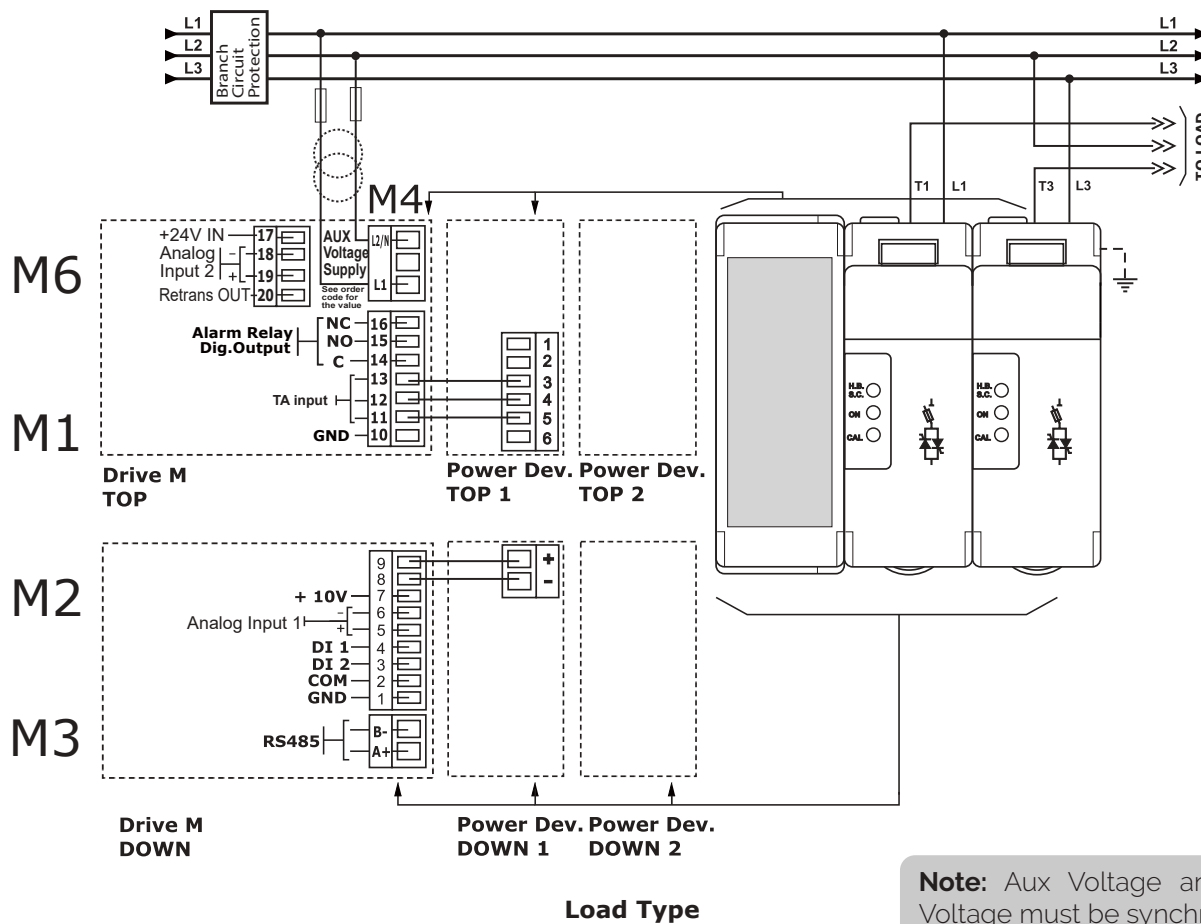 L1
L2
L3
Branch
Circuit
Protection
L1
L2
L3
TO LOAD
T1
L1
T3
L3
M4
M6
+24V IN
17
Analog
Input 2
-
18
+
19
Retrans OUT
20
L2/N
AUX
Voltage
Supply
L1
See order
code for
the value
Alarm Relay
Dig.Output
NC
16
NO
15
C
14
13
TA input
12
11
GND
10
M1
1
2
3
4
5
6
Drive M
TOP
Power Dev.
TOP 1
Power Dev.
TOP 2
H.B.
S.C.
ON
CAL
H.B.
S.C.
ON
CAL
M2
9
8
+ 10V
7
Analog Input 1
-
6
+
5
DI 1
4
DI 2
3
COM
2
GND
1
+
-
M3
RS485
B-
A+
Drive M
DOWN
Power Dev.
DOWN 1
Power Dev.
DOWN 2
Load Type
Note: Aux Voltage
Voltage must be